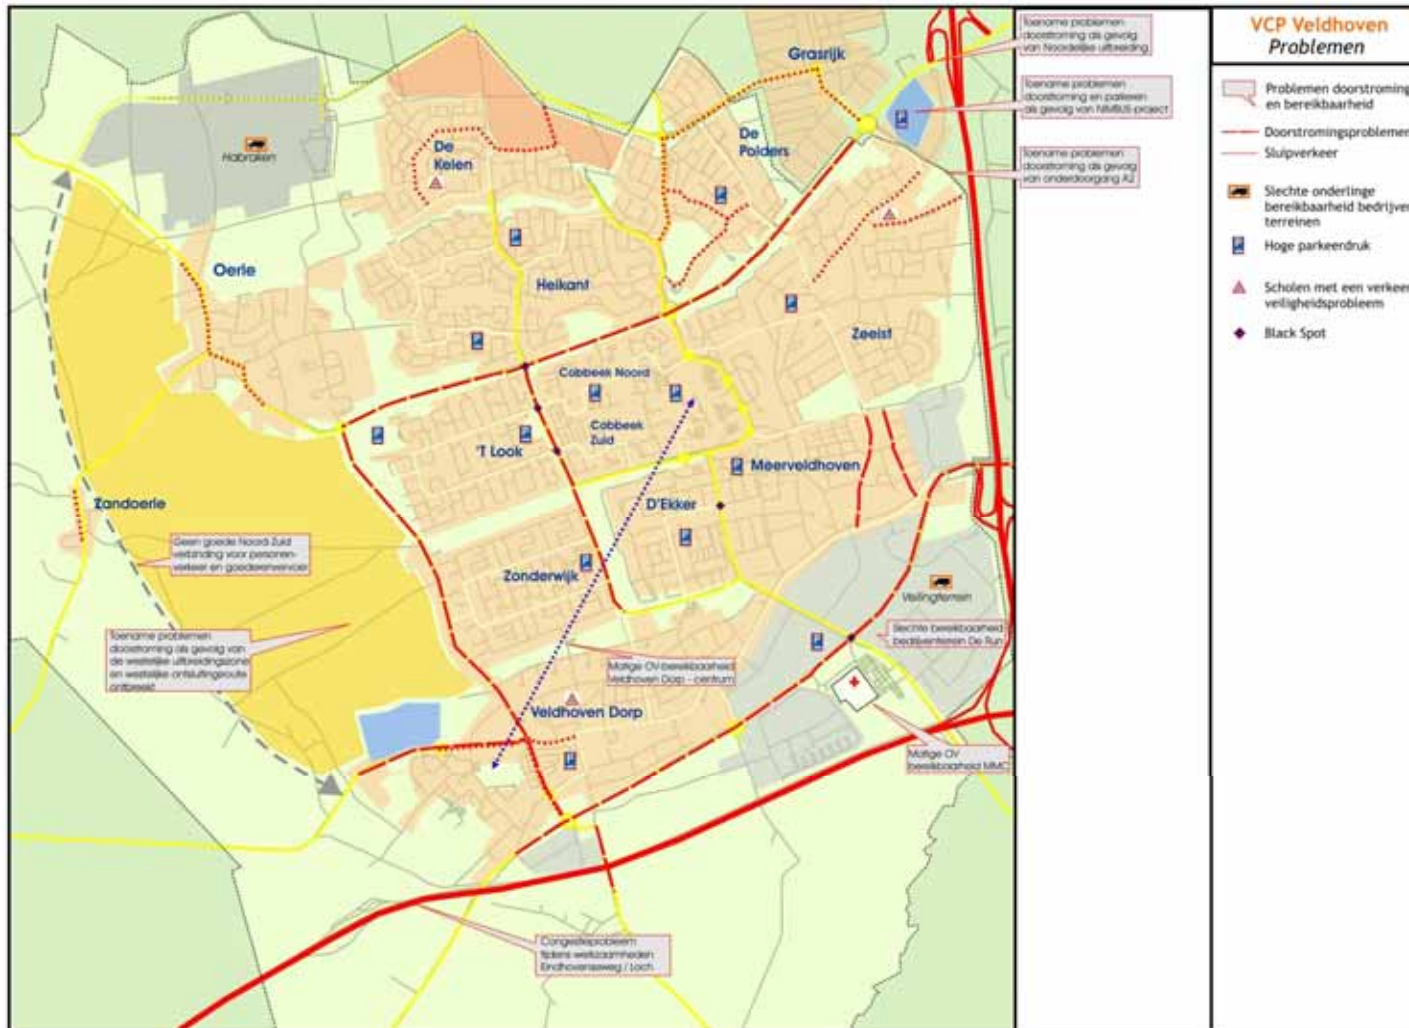 VCP Veldhoven
Problemen
Problemen doorstroming
en bereikbaarheid
Doorstromingsproblemen
Sluipverkeer
Slechte onderlinge
bereikbaarheid bedrijven
terreinen
Hoge parkeerdruk
Scholen met een verkeer
veiligheidsprobleem
Black Spot
Toename problemen
doorstroming als gevolg
van Noordelijke uitbreiding
Toename problemen
doorstroming en parkeren
als gevolg van NIMBUS-project
Toename problemen
doorstroming als gevolg
van onderdoorgang A2
Grasrijk
De
Polders
De
Kelen
Habraken
Oerle
Heikant
Zeelst
Cobbeek Noord
Cobbeek
Zuid
'T Look
Meerveldhoven
D'Ekker
Zandoerle
Zonderwijk
Veilingterrein
Veldhoven Dorp
Geen goede Noord-Zuid
verbinding voor personen-
verkeer en goederenvervoer
Toename problemen
doorstroming als gevolg van
de westelijke uitbreidingszone
en westelijke ontsluitingsroute
ontbreekt
Matige OV-bereikbaarheid
Veldhoven Dorp - centrum
Slechte bereikbaarheid
bedrijventerrein De Run
Matige OV
bereikbaarheid MMC
Congestieprobleem
tijdens werkzaamheden
Eindhovenseweg / Loch.